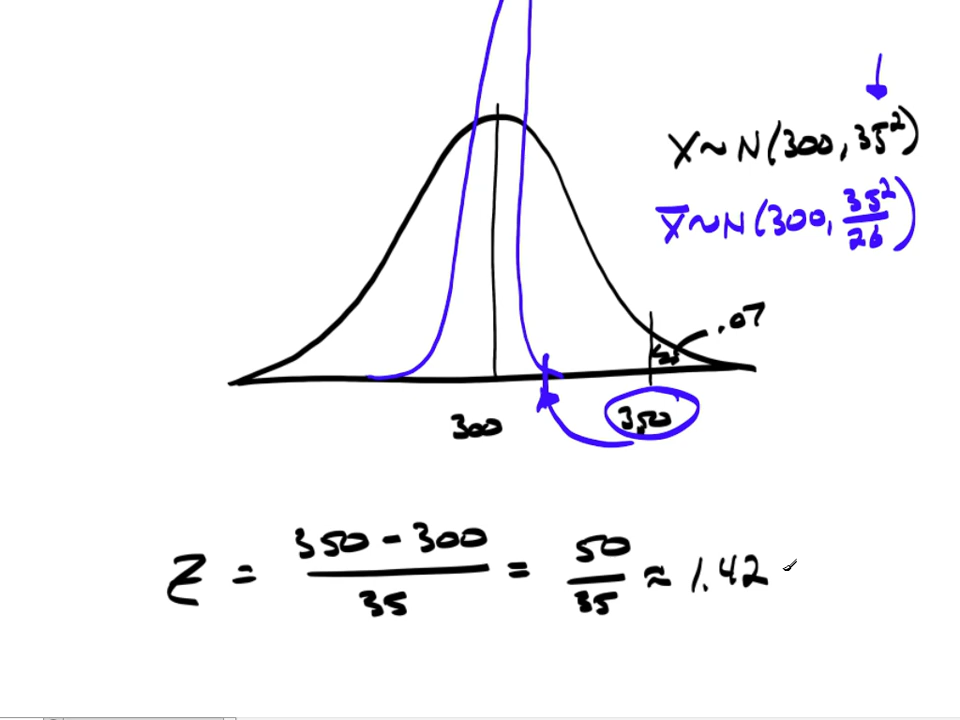 X~N(300, 35²)
X̄~N(300, 35²/26)
.07
300
350
Z = (350 - 300)/35 = 50/35 ≈ 1.42